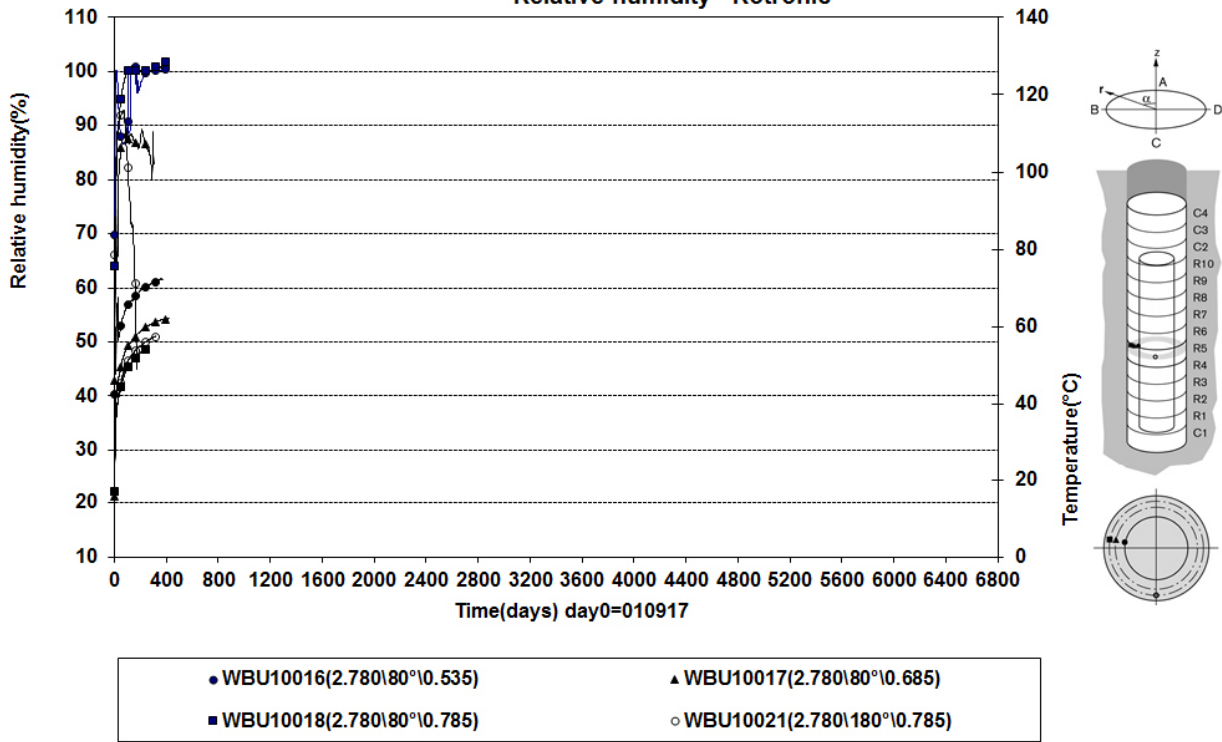 Relative humidity - Rotronic
110
100
90
80
70
60
50
40
30
20
10
Relative humidity(%)
140
120
100
80
60
40
20
0
Temperature(°C)
0 400 800 1200 1600 2000 2400 2800 3200 3600 4000 4400 4800 5200 5600 6000 6400 6800
Time(days) day0=010917
WBU10016(2.780\80°\0.535)
WBU10017(2.780\80°\0.685)
WBU10018(2.780\80°\0.785)
WBU10021(2.780\180°\0.785)
z
A
r
α
B
D
C
C4
C3
C2
R10
R9
R8
R7
R6
R5
R4
R3
R2
R1
C1